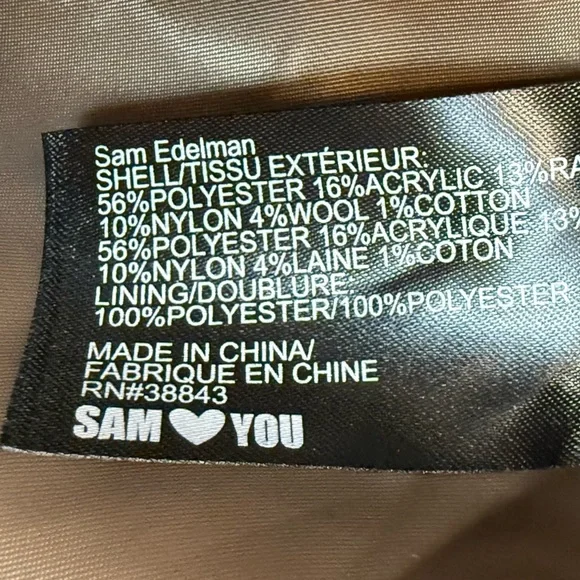 Sam Edelman
SHELL/TISSU EXTÉRIEUR:
56%POLYESTER 16%ACRYLIC 13%RA
10%NYLON 4%WOOL 1%COTTON
56%POLYESTER 16%ACRYLIQUE 13%
10%NYLON 4%LAINE 1%COTON
LINING/DOUBLURE:
100%POLYESTER/100%POLYESTER
MADE IN CHINA/
FABRIQUE EN CHINE
RN#38843
SAM ♥ YOU